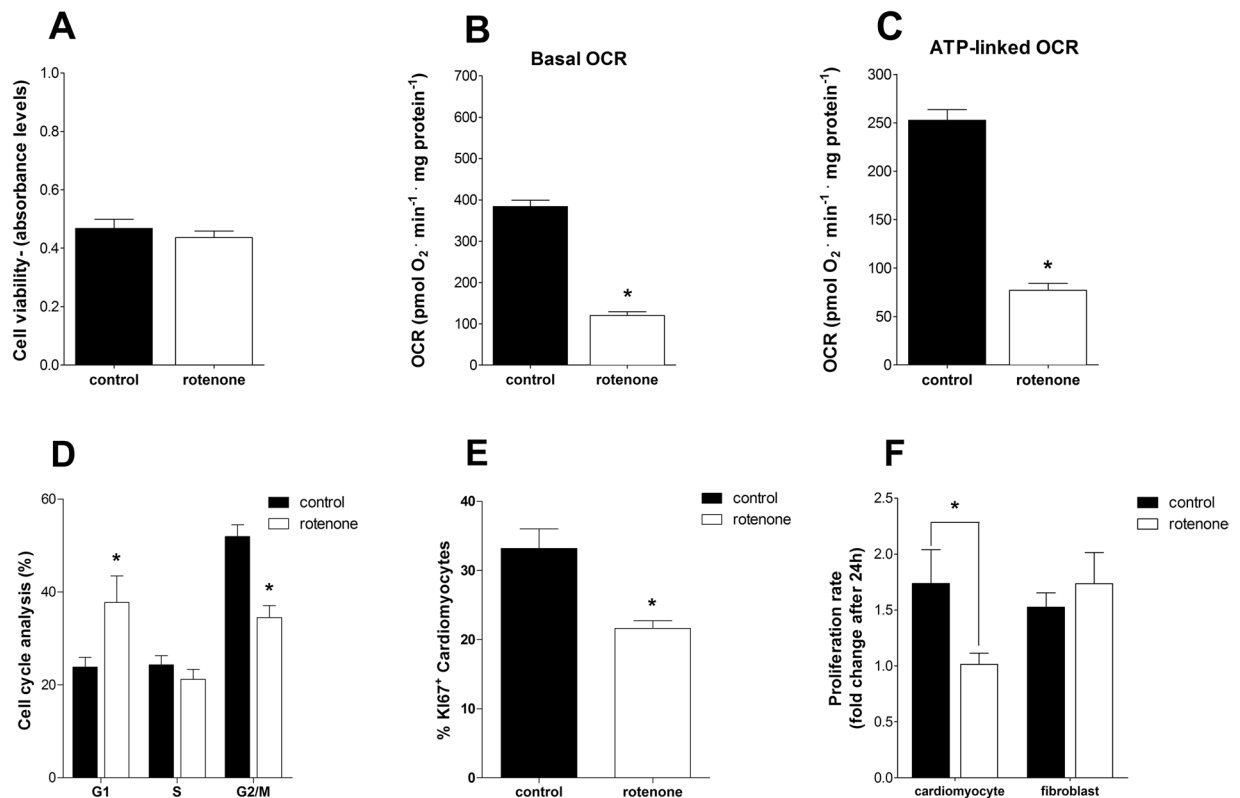 A
Cell viability- (absorbance levels)
1.0
0.8
0.6
0.4
0.2
0.0
control
rotenone
B
Basal OCR
OCR (pmol O₂ · min⁻¹ · mg protein⁻¹)
700
600
500
400
300
200
100
0
*
control
rotenone
C
ATP-linked OCR
OCR (pmol O₂ · min⁻¹ · mg protein⁻¹)
300
250
200
150
100
50
0
*
control
rotenone
D
Cell cycle analysis (%)
60
40
20
0
control
rotenone
*
*
G1
S
G2/M
E
% KI67⁺ Cardiomyocytes
40
30
20
10
0
control
rotenone
*
control
rotenone
F
Proliferation rate
(fold change after 24h)
2.5
2.0
1.5
1.0
0.5
0.0
control
rotenone
*
cardiomyocyte
fibroblast